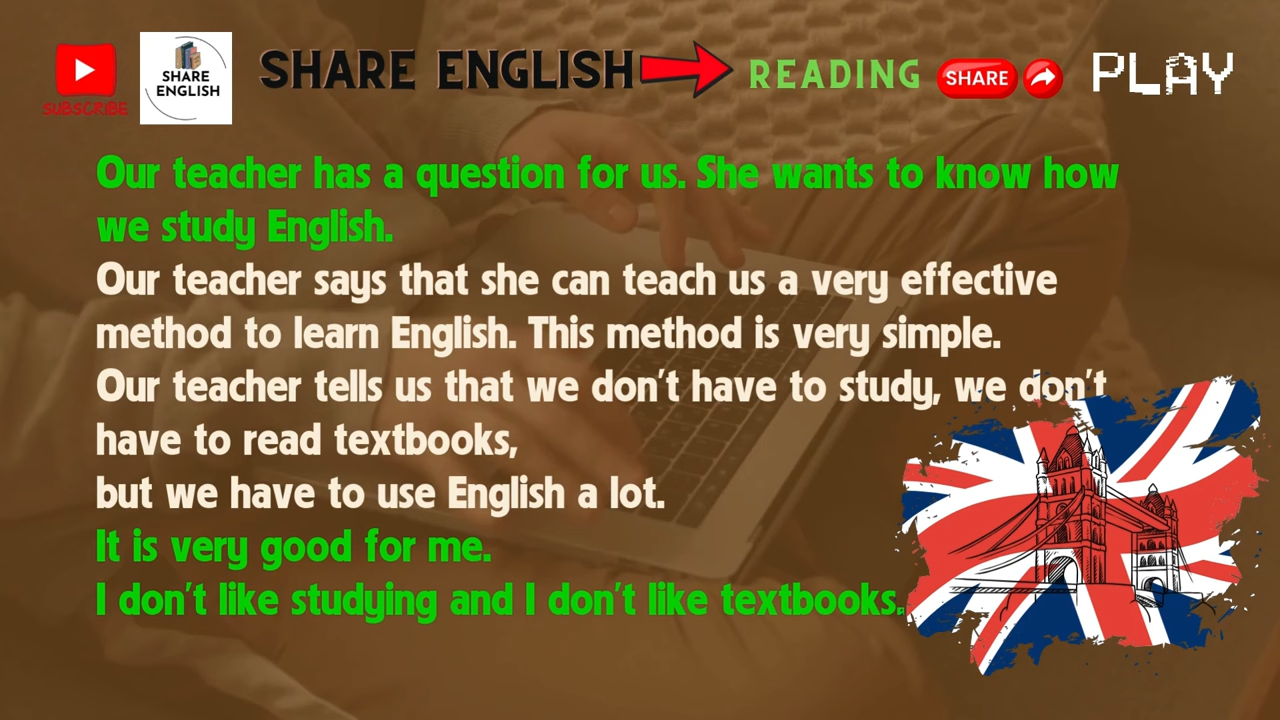 SUBSCRIBE
SHARE
ENGLISH
SHARE ENGLISH
READING
SHARE
PLAY
Our teacher has a question for us. She wants to know how
we study English.
Our teacher says that she can teach us a very effective
method to learn English. This method is very simple.
Our teacher tells us that we don't have to study, we don't
have to read textbooks,
but we have to use English a lot.
It is very good for me.
I don't like studying and I don't like textbooks.